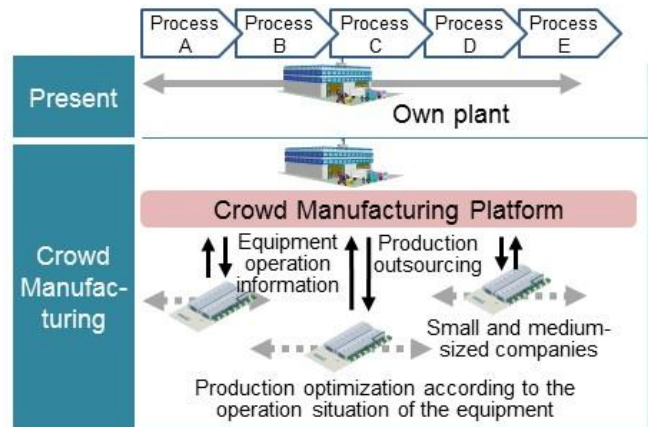 Process
A
Process
B
Process
C
Process
D
Process
E
Present
Own plant
Crowd
Manufac-
turing
Crowd Manufacturing Platform
Equipment
operation
information
Production
outsourcing
Small and medium-
sized companies
Production optimization according to the
operation situation of the equipment